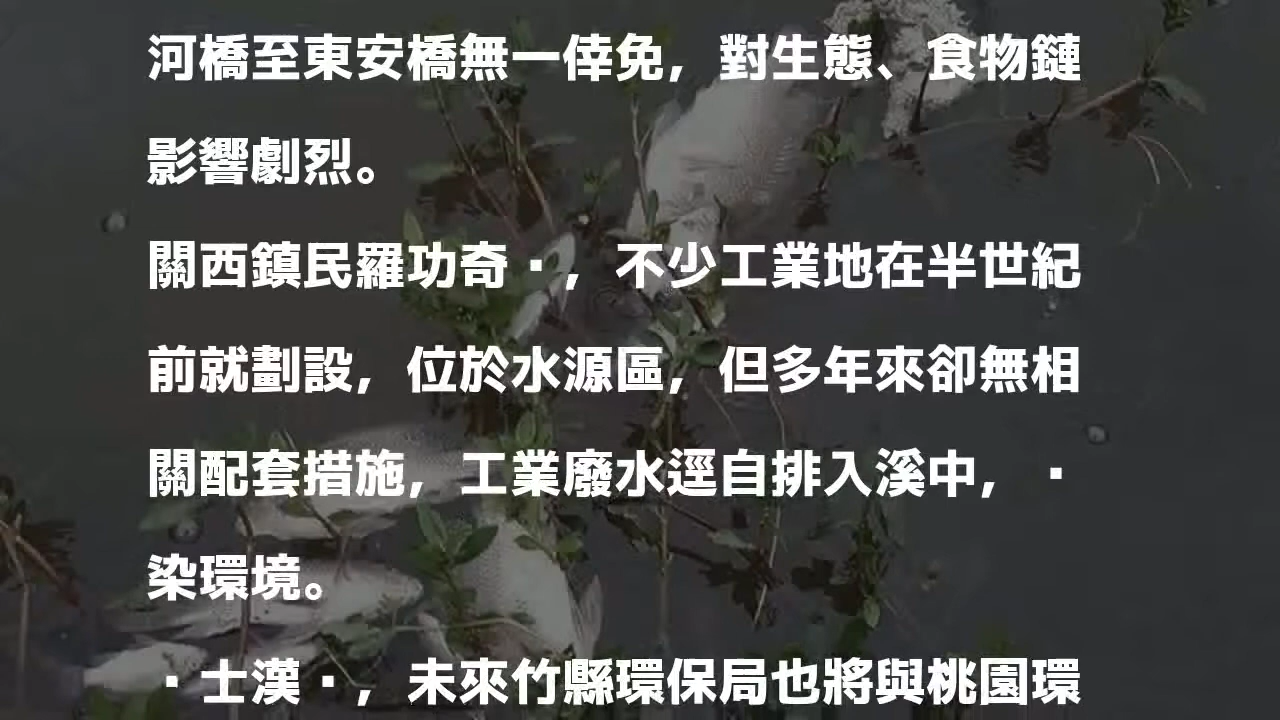 河橋至東安橋無一倖免，對生態、食物鏈
影響劇烈。
關西鎮民羅功奇▪，不少工業地在半世紀
前就劃設，位於水源區，但多年來卻無相
關配套措施，工業廢水逕自排入溪中，▪
染環境。
▪士漢▪，未來竹縣環保局也將與桃園環